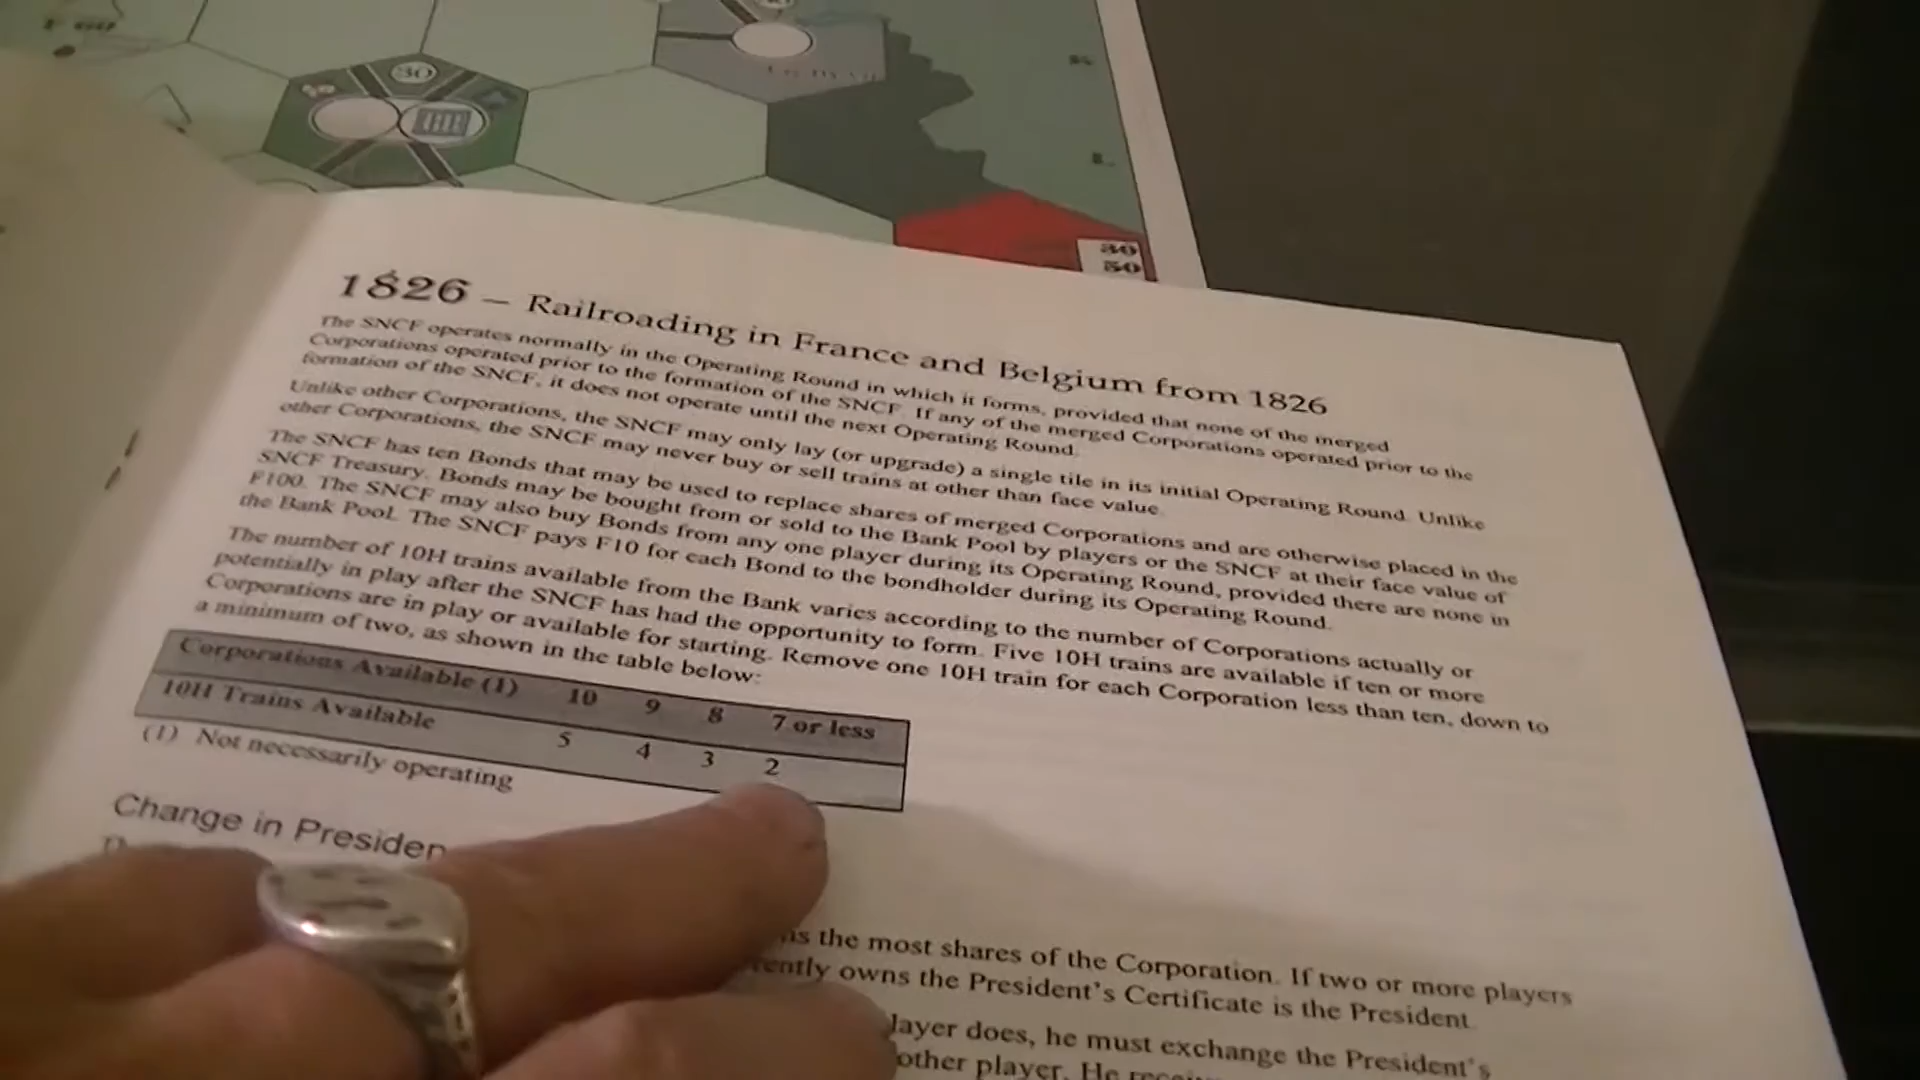 30
K
L
30
50
1826 – Railroading in France and Belgium from 1826
The SNCF operates normally in the Operating Round in which it forms, provided that none of the merged
Corporations operated prior to the formation of the SNCF. If any of the merged Corporations operated prior to the
formation of the SNCF, it does not operate until the next Operating Round.
Unlike other Corporations, the SNCF may only lay (or upgrade) a single tile in its initial Operating Round. Unlike
other Corporations, the SNCF may never buy or sell trains at other than face value.
The SNCF has ten Bonds that may be used to replace shares of merged Corporations and are otherwise placed in the
SNCF Treasury. Bonds may be bought from or sold to the Bank Pool by players or the SNCF at their face value of
F100. The SNCF may also buy Bonds from any one player during its Operating Round, provided there are none in
the Bank Pool. The SNCF pays F10 for each Bond to the bondholder during its Operating Round.
The number of 10H trains available from the Bank varies according to the number of Corporations actually or
potentially in play after the SNCF has had the opportunity to form. Five 10H trains are available if ten or more
Corporations are in play or available for starting. Remove one 10H train for each Corporation less than ten, down to
a minimum of two, as shown in the table below:
Corporations Available (1) 10 9 8 7 or less
10H Trains Available 5 4 3 2
(1) Not necessarily operating
Change in Presiden
the most shares of the Corporation. If two or more players
owns the President's Certificate is the President.
layer does, he must exchange the President's
other player. He